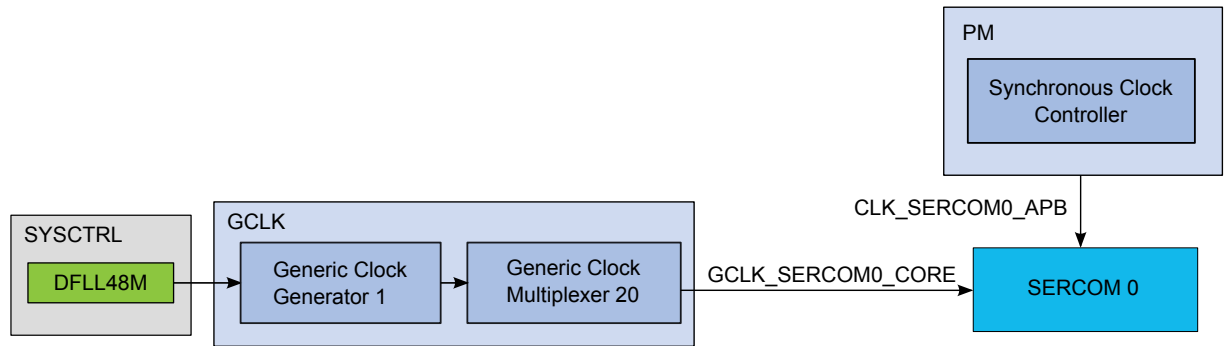 PM
Synchronous Clock
Controller
CLK_SERCOM0_APB
SYSCTRL
DFLL48M
GCLK
Generic Clock
Generator 1
Generic Clock
Multiplexer 20
GCLK_SERCOM0_CORE
SERCOM 0